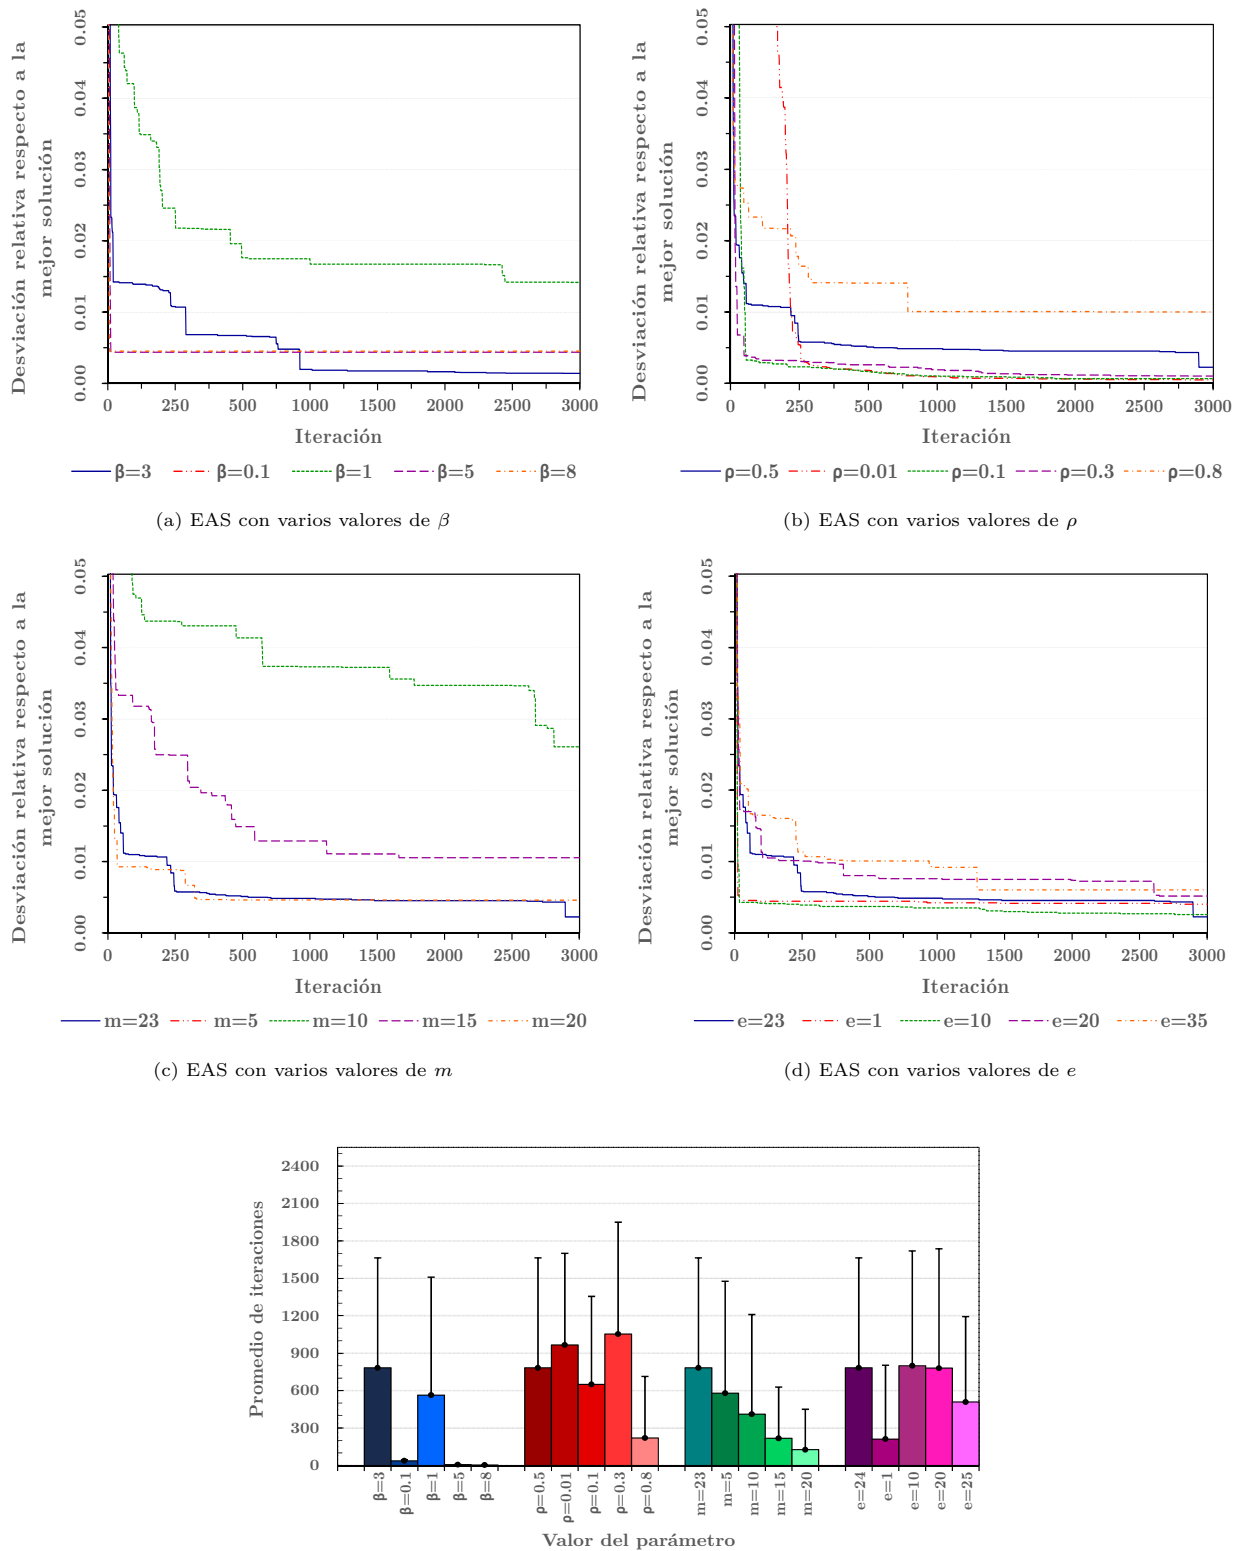 Desviación relativa respecto a la
mejor solución
0.05
0.04
0.03
0.02
0.01
0.00
0 250 500 1000 1500 2000 2500 3000
Iteración
β=3 β=0.1 β=1 β=5 β=8
(a) EAS con varios valores de β
Desviación relativa respecto a la
mejor solución
0.05
0.04
0.03
0.02
0.01
0.00
0 250 500 1000 1500 2000 2500 3000
Iteración
ρ=0.5 ρ=0.01 ρ=0.1 ρ=0.3 ρ=0.8
(b) EAS con varios valores de ρ
Desviación relativa respecto a la
mejor solución
0.05
0.04
0.03
0.02
0.01
0.00
0 250 500 1000 1500 2000 2500 3000
Iteración
m=23 m=5 m=10 m=15 m=20
(c) EAS con varios valores de m
Desviación relativa respecto a la
mejor solución
0.05
0.04
0.03
0.02
0.01
0.00
0 250 500 1000 1500 2000 2500 3000
Iteración
e=23 e=1 e=10 e=20 e=35
(d) EAS con varios valores de e
Promedio de iteraciones
2400
2100
1800
1500
1200
900
600
300
0
β=3 β=0.1 β=1 β=5 β=8 ρ=0.5 ρ=0.01 ρ=0.1 ρ=0.3 ρ=0.8 m=23 m=5 m=10 m=15 m=20 e=24 e=1 e=10 e=20 e=25
Valor del parámetro